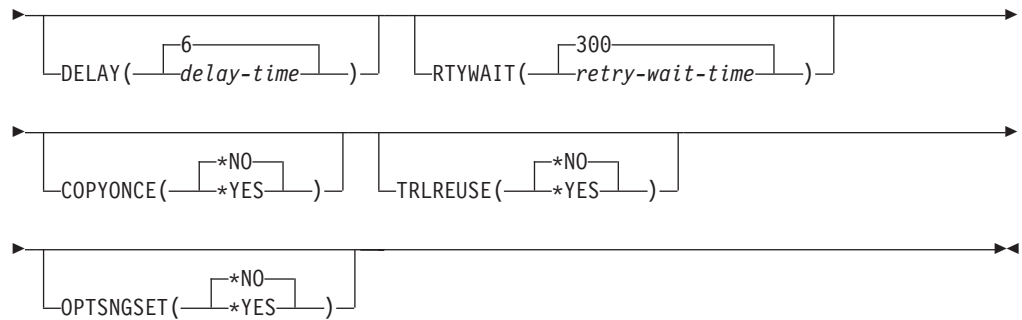 6 300
DELAY( delay-time ) RTYWAIT( retry-wait-time )
*NO *NO
COPYONCE( *YES ) TRLREUSE( *YES )
*NO
OPTSNGSET( *YES )